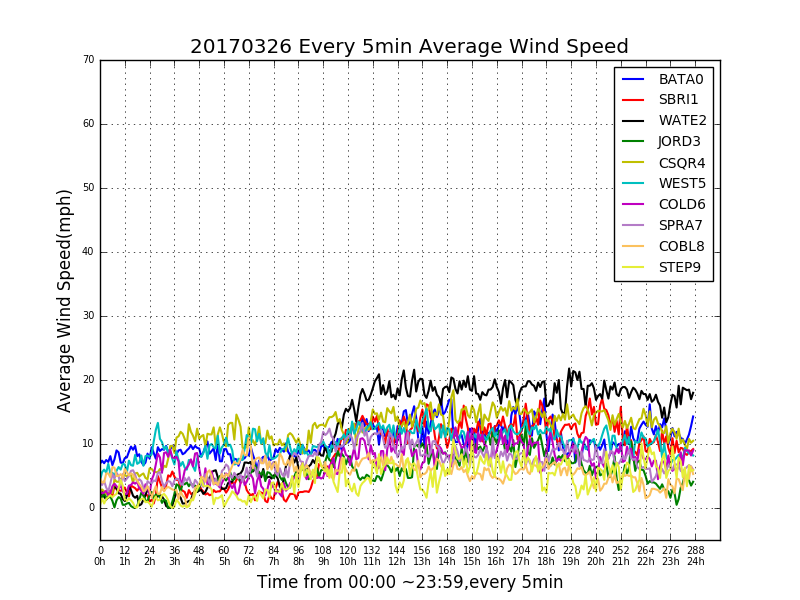 20170326 Every 5min Average Wind Speed
70
60
50
40
30
20
10
0
Average Wind Speed(mph)
BATA0
SBRI1
WATE2
JORD3
CSQR4
WEST5
COLD6
SPRA7
COBL8
STEP9
0 12 24 36 48 60 72 84 96 108 120 132 144 156 168 180 192 204 216 228 240 252 264 276 288
0h 1h 2h 3h 4h 5h 6h 7h 8h 9h 10h 11h 12h 13h 14h 15h 16h 17h 18h 19h 20h 21h 22h 23h 24h
Time from 00:00 ~23:59,every 5min